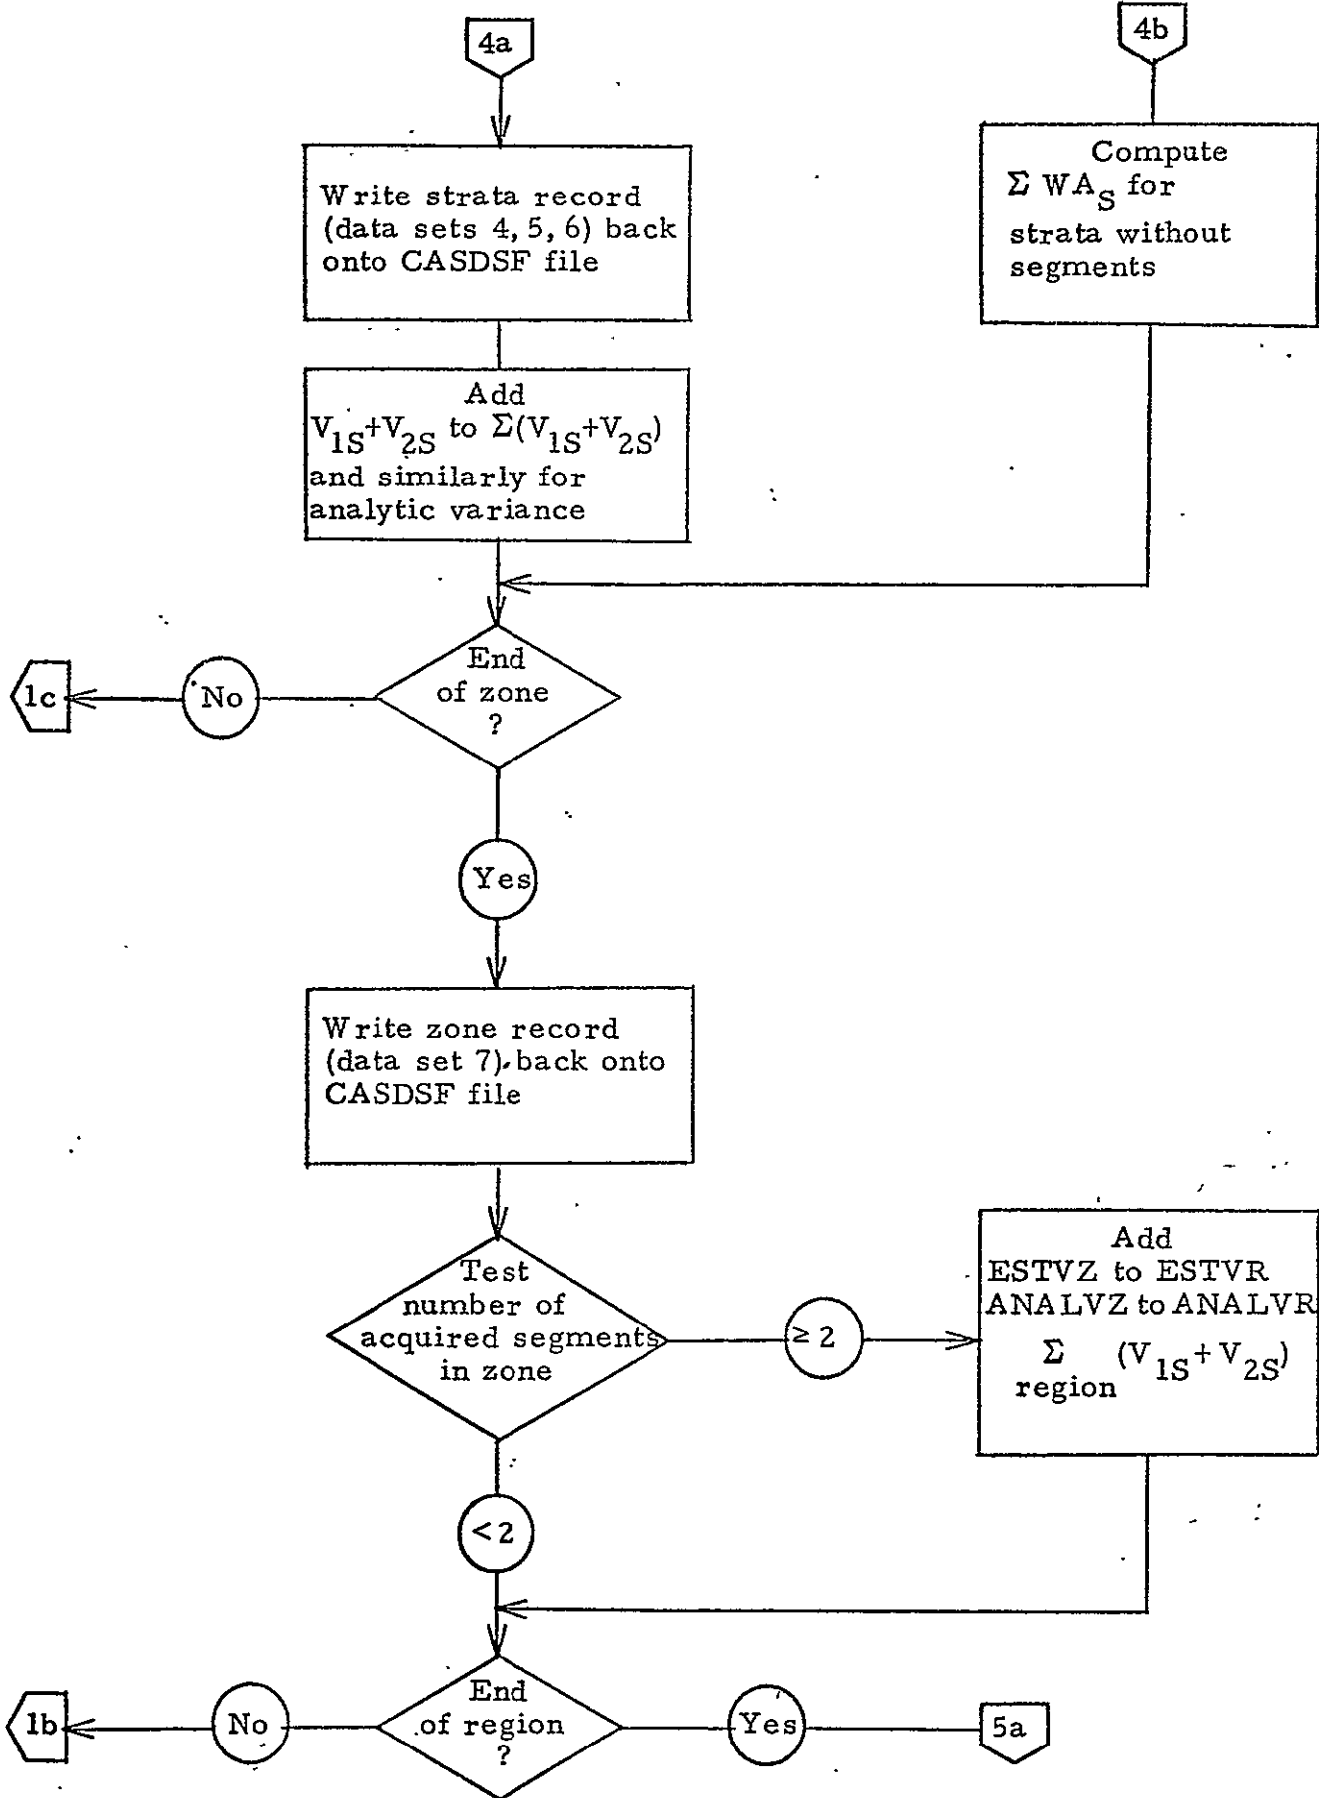 4a
4b
Write strata record
(data sets 4, 5, 6) back
onto CASDSF file
Compute
Σ WA_S for
strata without
segments
Add
V_1S+V_2S to Σ(V_1S+V_2S)
and similarly for
analytic variance
1c
No
End
of zone
?
Yes
Write zone record
(data set 7) back onto
CASDSF file
Test
number of
acquired segments
in zone
≥ 2
Add
ESTVZ to ESTVR
ANALVZ to ANALVR
Σ (V_1S + V_2S)
region
< 2
1b
No
End
of region
?
Yes
5a